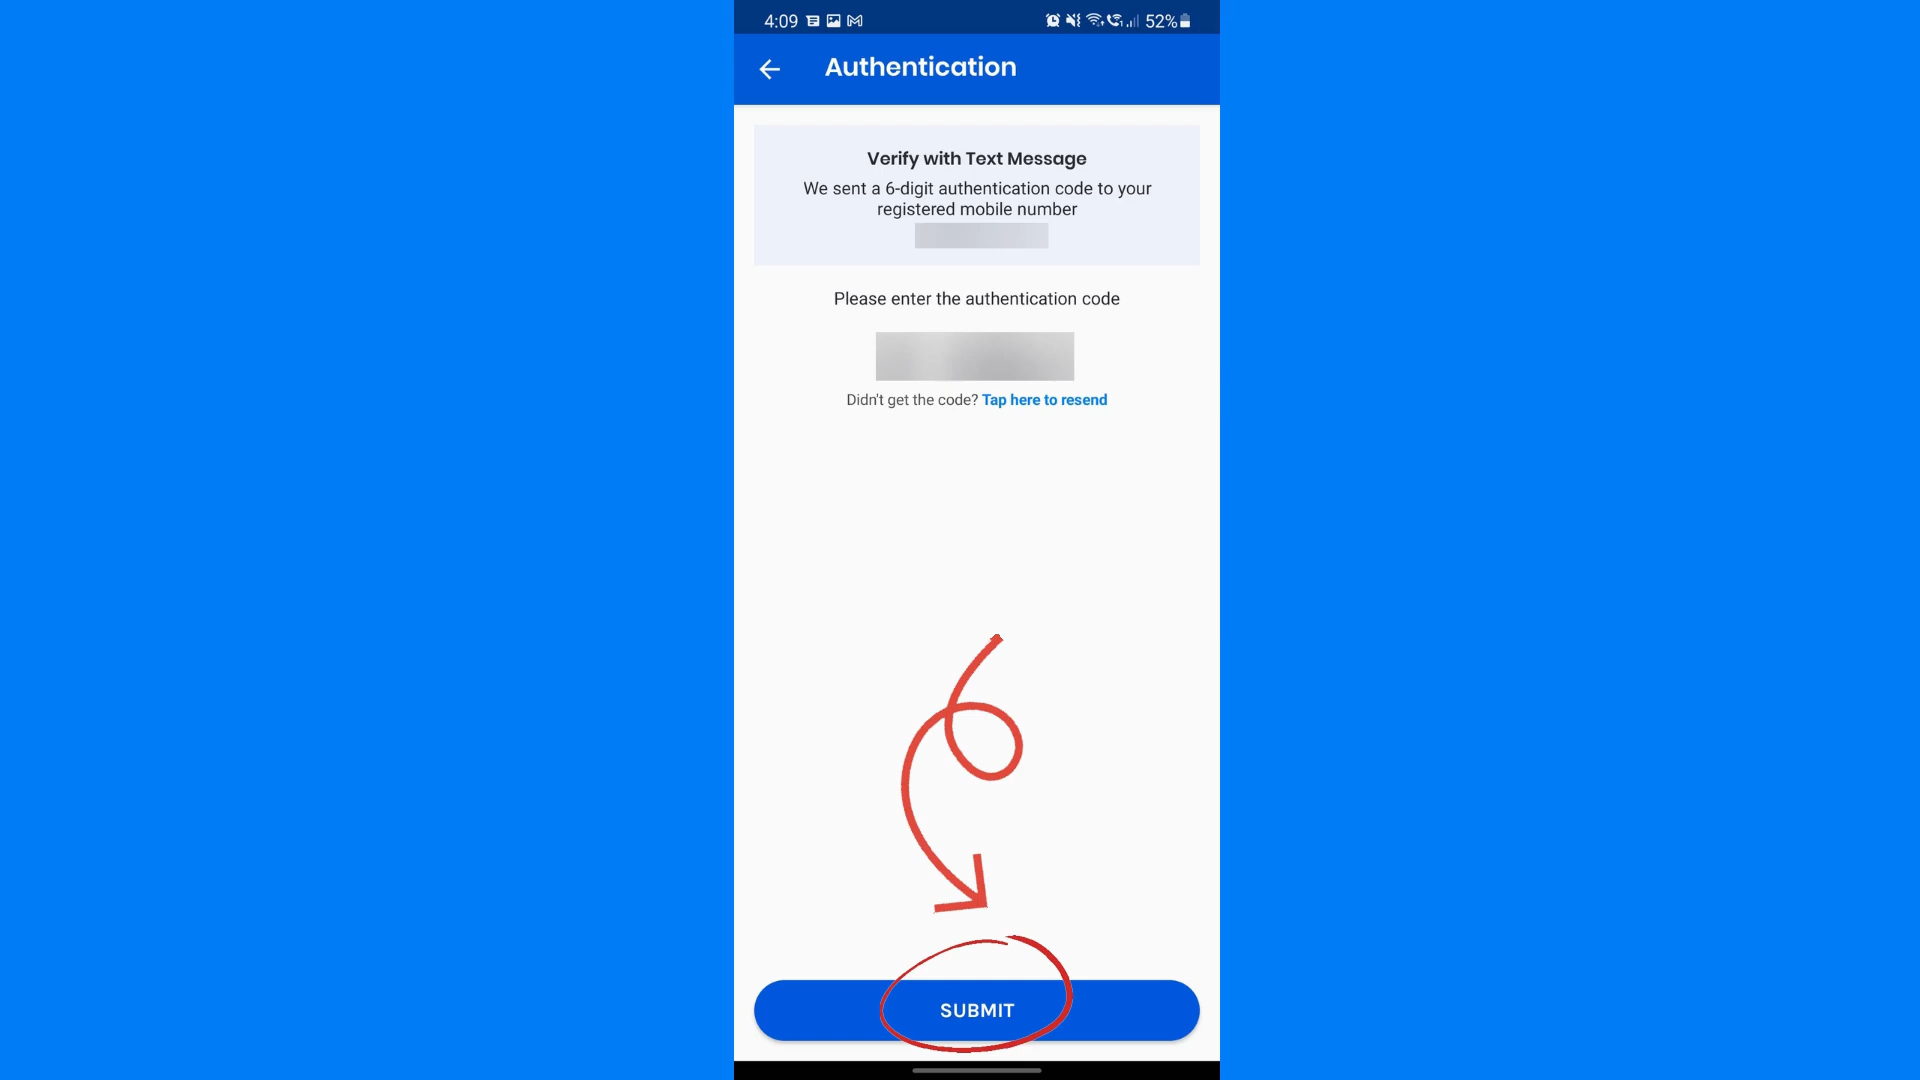 4:09 52%
Authentication
Verify with Text Message
We sent a 6-digit authentication code to your
registered mobile number
Please enter the authentication code
Didn't get the code? Tap here to resend
SUBMIT